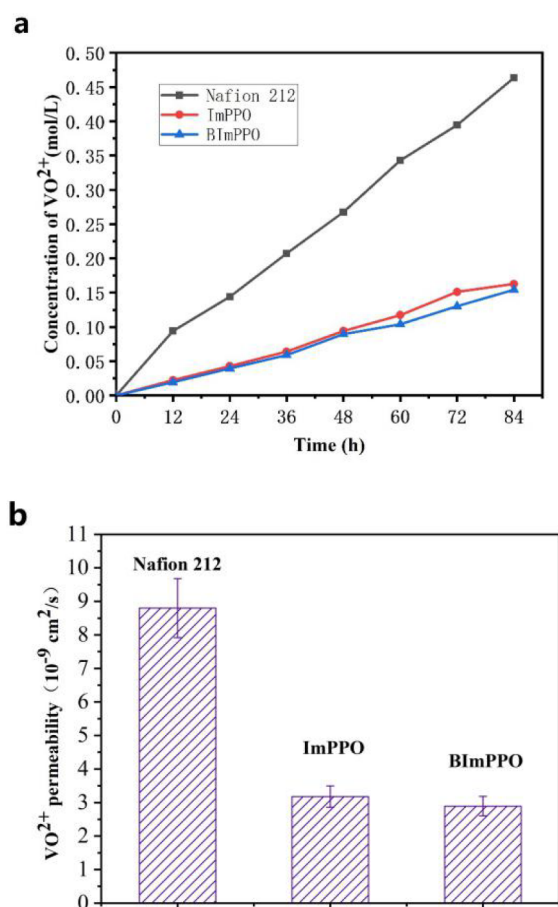 a
Concentration of VO2+(mol/L)
0.50
0.45
0.40
0.35
0.30
0.25
0.20
0.15
0.10
0.05
0.00
Nafion 212
ImPPO
BImPPO
0 12 24 36 48 60 72 84
Time (h)
b
VO2+ permeability (10-9 cm2/s)
11
10
9
8
7
6
5
4
3
2
1
0
Nafion 212
ImPPO
BImPPO